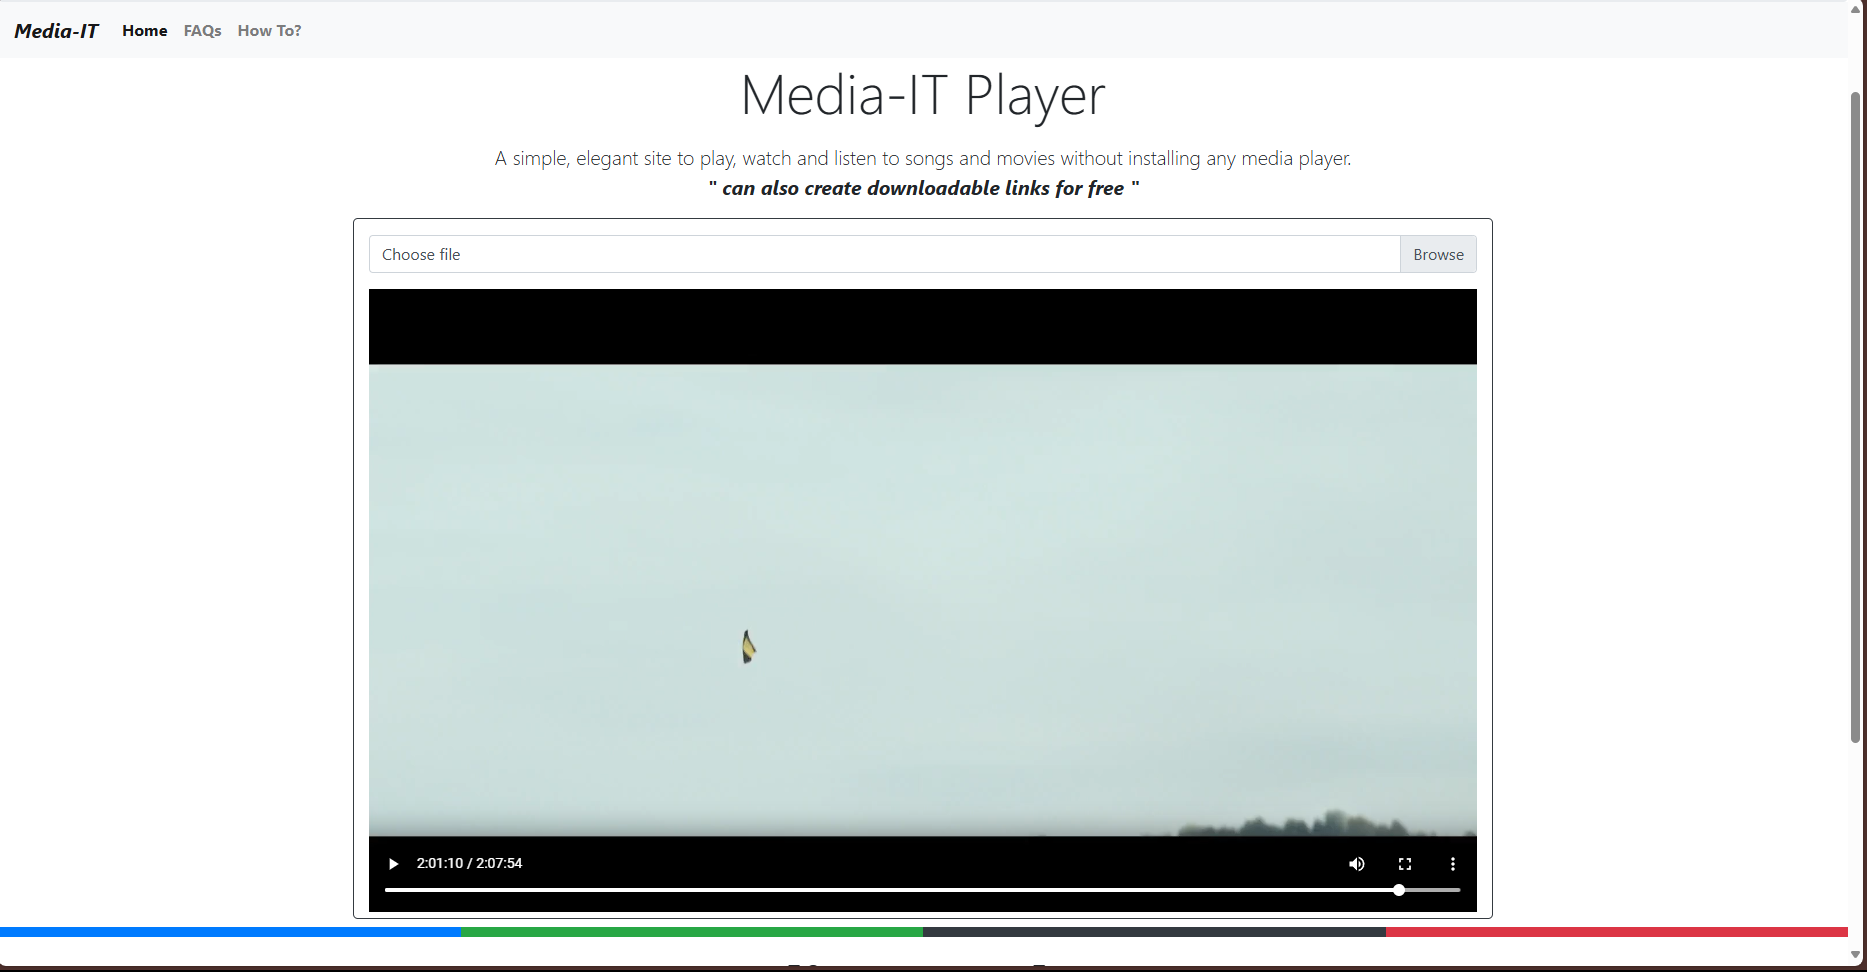 Media-IT Home FAQs How To?
Media-IT Player
A simple, elegant site to play, watch and listen to songs and movies without installing any media player.
" can also create downloadable links for free "
Choose file Browse
2:01:10 / 2:07:54